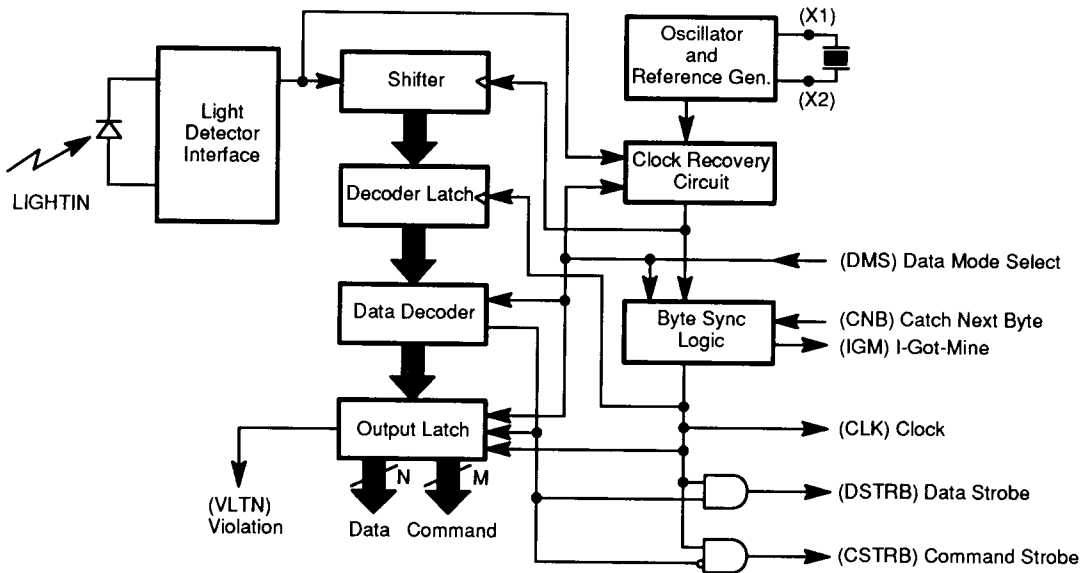 (X1)
Oscillator
and
Reference Gen.
(X2)
Shifter
Light
Detector
Interface
LIGHTIN
Clock Recovery
Circuit
Decoder Latch
(DMS) Data Mode Select
Data Decoder
Byte Sync
Logic
(CNB) Catch Next Byte
(IGM) I-Got-Mine
Output Latch
(CLK) Clock
N
M
(VLTN)
Violation
Data
Command
(DSTRB) Data Strobe
(CSTRB) Command Strobe